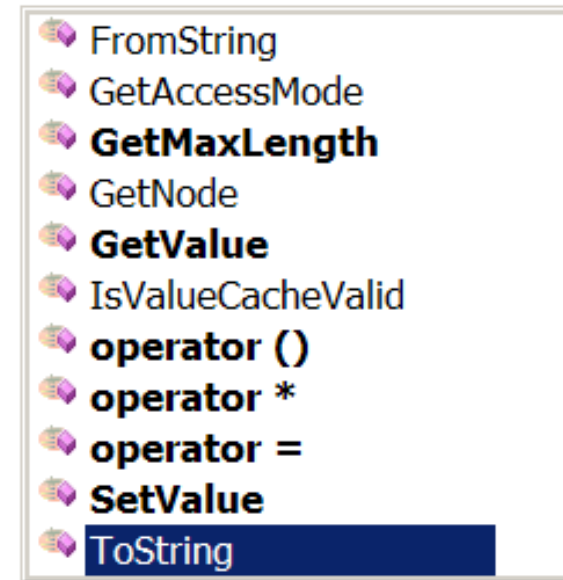 FromString
GetAccessMode
GetMaxLength
GetNode
GetValue
IsValueCacheValid
operator ()
operator *
operator =
SetValue
ToString